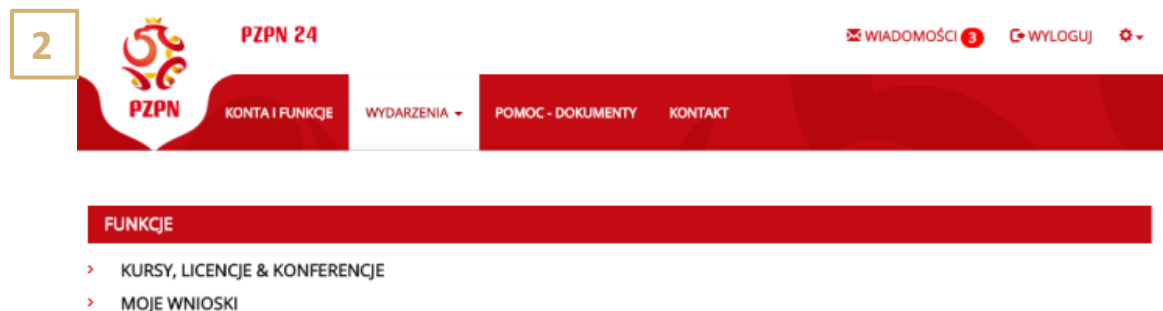 2
PZPN 24
WIADOMOŚCI 3 WYLOGUJ
PZPN
KONTA I FUNKCJE WYDARZENIA POMOC - DOKUMENTY KONTAKT
FUNKCJE
> KURSY, LICENCJE & KONFERENCJE
> MOJE WNIOSKI